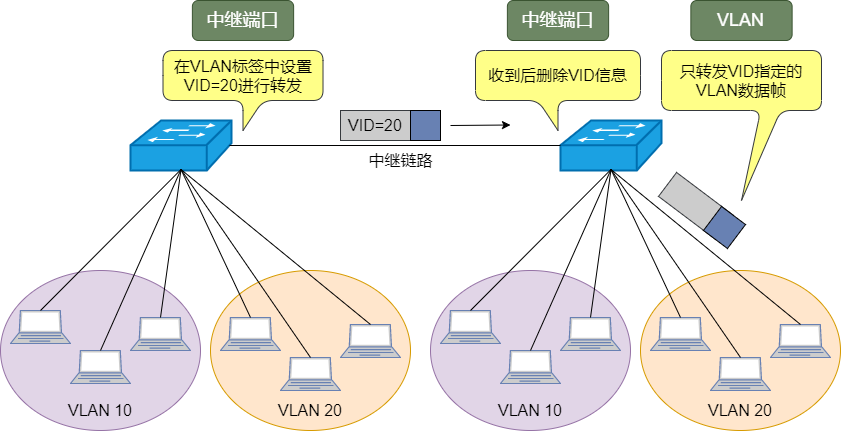 中继端口
中继端口
VLAN
在VLAN标签中设置
VID=20进行转发
收到后删除VID信息
只转发VID指定的
VLAN数据帧
VID=20
中继链路
VLAN 10
VLAN 20
VLAN 10
VLAN 20